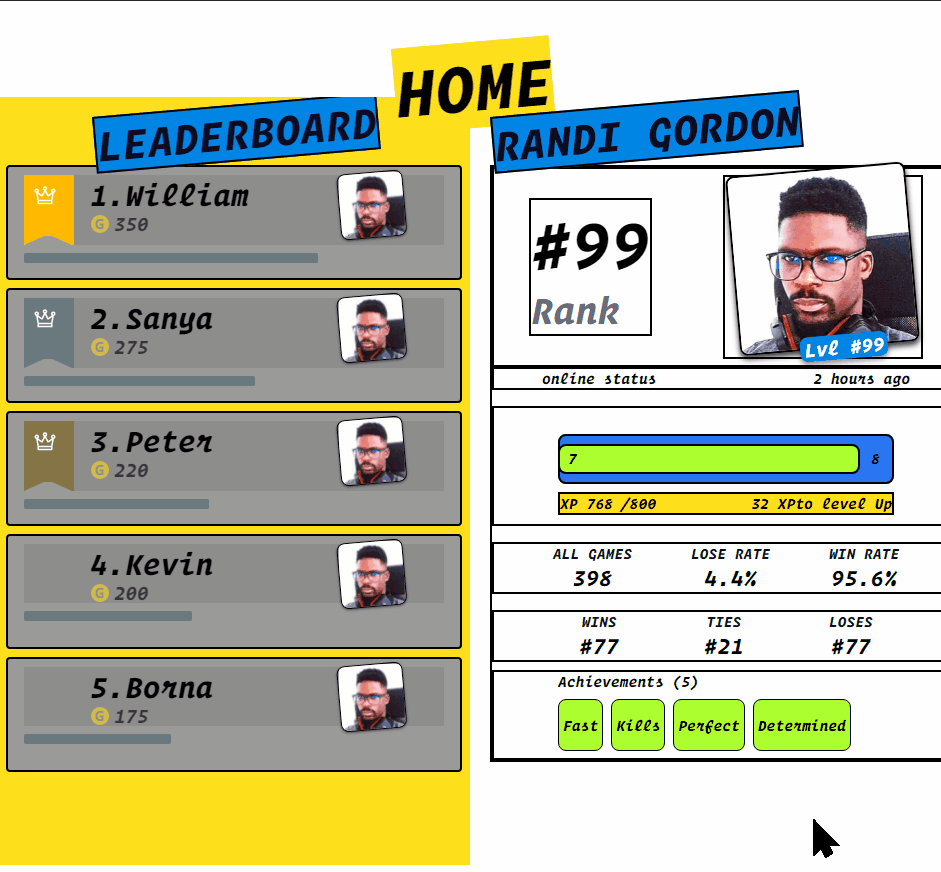 HOME
LEADERBOARD
1.William
G 350
2.Sanya
G 275
3.Peter
G 220
4.Kevin
G 200
5.Borna
G 175
RANDI GORDON
#99
Rank
Lvl #99
online status 2 hours ago
7 8
XP 768 /800 32 XPto level Up
ALL GAMES LOSE RATE WIN RATE
398 4.4% 95.6%
WINS TIES LOSES
#77 #21 #77
Achievements (5)
Fast Kills Perfect Determined